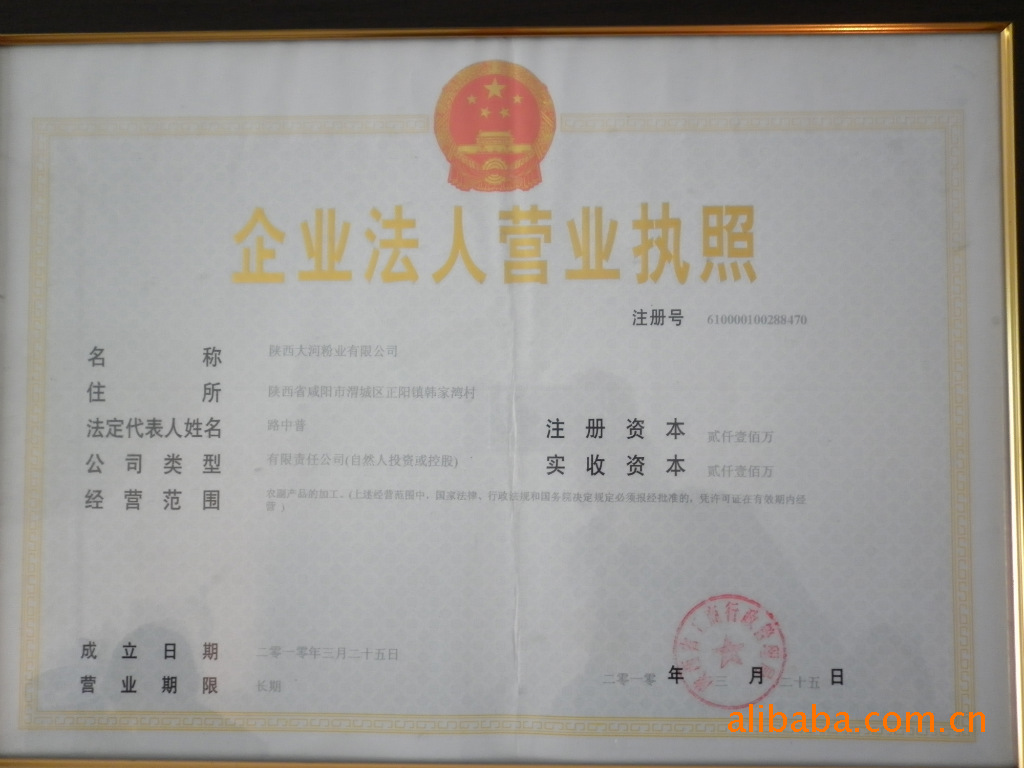 企业法人营业执照
注册号 610000100288470
名称 陕西大河粉业有限公司
住所 陕西省咸阳市渭城区正阳镇韩家湾村
法定代表人姓名 路中普
注册资本 贰仟壹佰万
公司类型 有限责任公司(自然人投资或控股)
实收资本 贰仟壹佰万
经营范围 农副产品的加工。(上述经营范围中、国家法律、行政法规和国务院决定规定必须报经批准的、凭许可证在有效期内经
营)
成立日期 二零一零年三月二十五日
营业期限 长期
二零一零 年 三 月 二十五 日
alibaba.com.cn